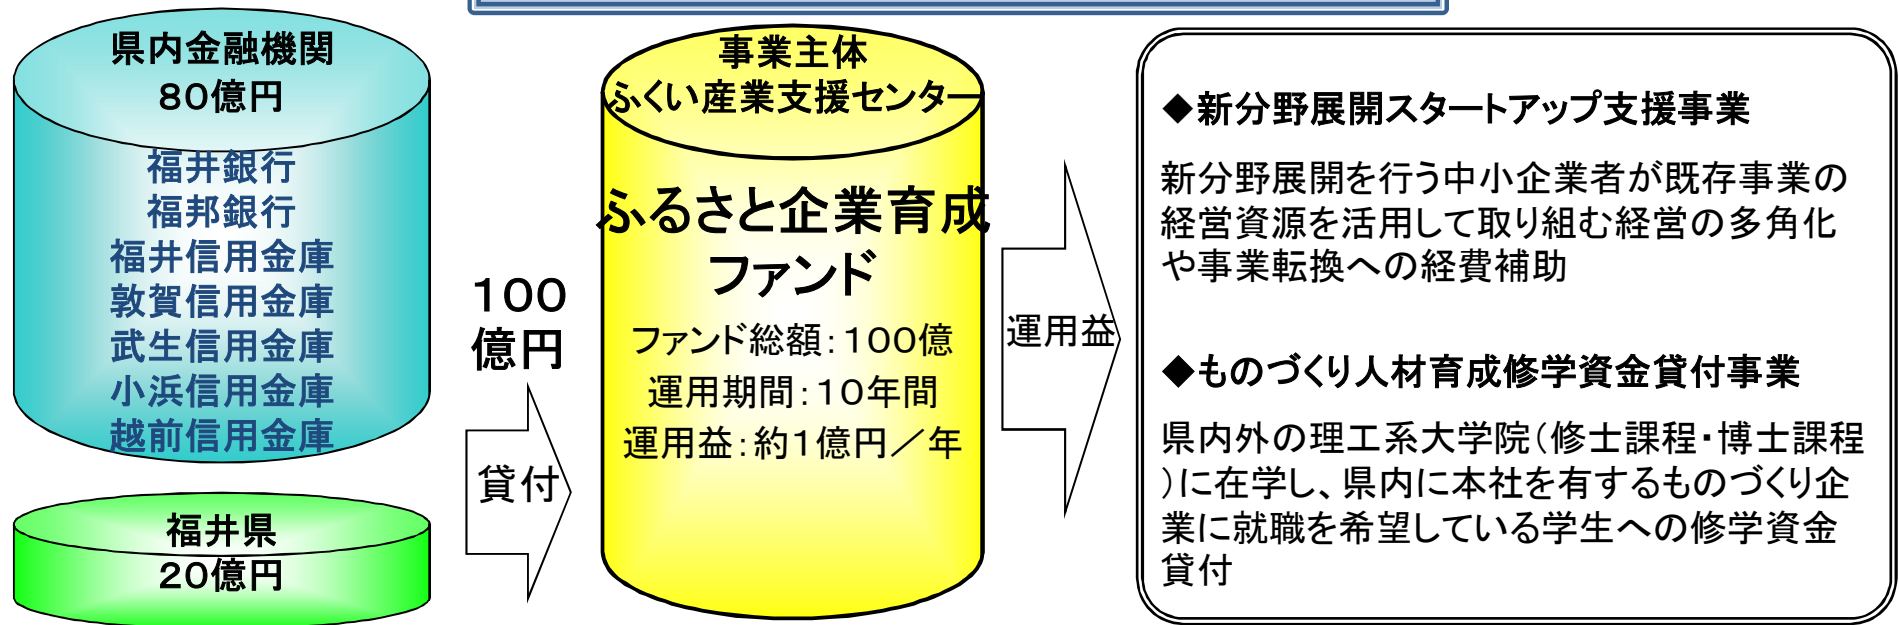 県内金融機関
80億円
福井銀行
福邦銀行
福井信用金庫
敦賀信用金庫
武生信用金庫
小浜信用金庫
越前信用金庫
福井県
20億円
100
億円
貸付
事業主体
ふくい産業支援センター
ふるさと企業育成
ファンド
ファンド総額：100億
運用期間：10年間
運用益：約1億円／年
運用益
◆新分野展開スタートアップ支援事業
新分野展開を行う中小企業者が既存事業の
経営資源を活用して取り組む経営の多角化
や事業転換への経費補助
◆ものづくり人材育成修学資金貸付事業
県内外の理工系大学院（修士課程・博士課程
）に在学し、県内に本社を有するものづくり企
業に就職を希望している学生への修学資金
貸付